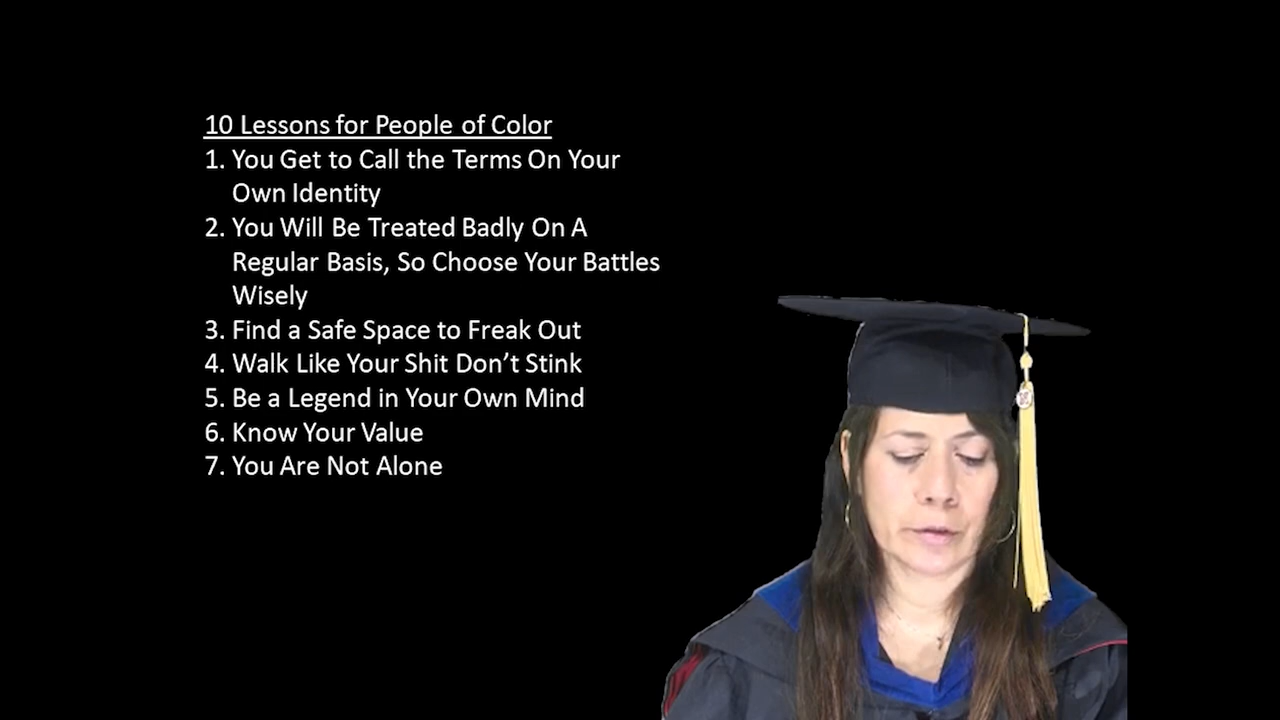 10 Lessons for People of Color
1. You Get to Call the Terms On Your
Own Identity
2. You Will Be Treated Badly On A
Regular Basis, So Choose Your Battles
Wisely
3. Find a Safe Space to Freak Out
4. Walk Like Your Shit Don’t Stink
5. Be a Legend in Your Own Mind
6. Know Your Value
7. You Are Not Alone